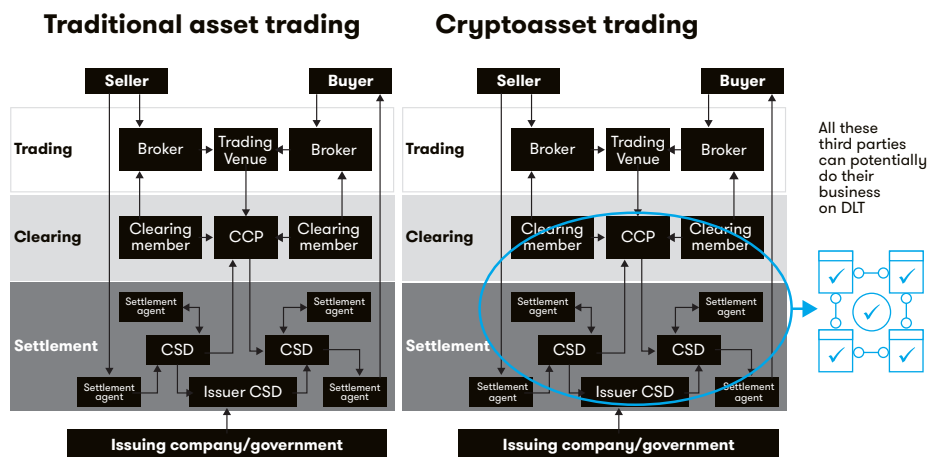 Traditional asset trading
Seller
Buyer
Trading
Broker
Trading
Venue
Broker
Clearing
Clearing
member
CCP
Clearing
member
Settlement
Settlement
agent
Settlement
agent
CSD
CSD
Settlement
agent
Issuer CSD
Settlement
agent
Issuing company/government
Cryptoasset trading
Seller
Buyer
Trading
Broker
Trading
Venue
Broker
Clearing
Clearing
member
CCP
Clearing
member
Settlement
Settlement
agent
Settlement
agent
CSD
CSD
Settlement
agent
Issuer CSD
Settlement
agent
Issuing company/government
All these
third parties
can potentially
do their
business
on DLT